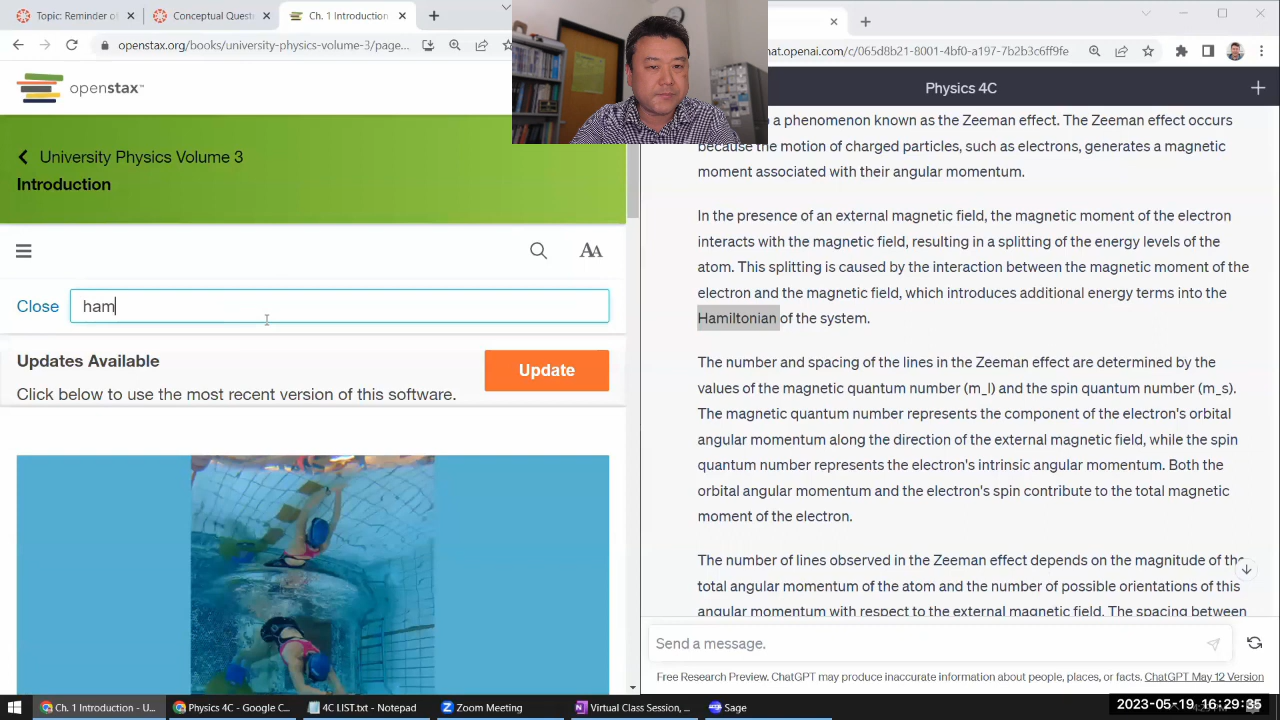 Topic: Reminder of
Conceptual Quest
Ch. 1 Introduction - U
openstax.org/books/university-physics-volume-3/page...
hat.openai.com/c/065d8b21-8001-4bf0-a197-7b2b3c6ff9fe
openstax™
Physics 4C
University Physics Volume 3
Introduction
AA
Close
ham
Updates Available
Click below to use the most recent version of this software.
Update
a phenomenon known as the Zeeman effect. The Zeeman effect occurs
because the motion of charged particles, such as electrons, generates a magnetic
moment associated with their angular momentum.
In the presence of an external magnetic field, the magnetic moment of the electron
interacts with the magnetic field, resulting in a splitting of the energy levels of the
atom. This splitting is caused by the interaction between the magnetic moment of the
electron and the magnetic field, which introduces additional energy terms into the
Hamiltonian of the system.
The number and spacing of the lines in the Zeeman effect are determined by the
values of the magnetic quantum number (m_l) and the spin quantum number (m_s).
The magnetic quantum number represents the component of the electron's orbital
angular momentum along the direction of the external magnetic field, while the spin
quantum number represents the electron's intrinsic angular momentum. Both the
orbital angular momentum and the electron's spin contribute to the total magnetic
moment of the electron.
The number of lines observed in the Zeeman effect depends on the magnitude of the
total angular momentum of the atom and the number of possible orientations of this
angular momentum with respect to the external magnetic field. The spacing between
Send a message.
Free Research Preview. ChatGPT may produce inaccurate information about people, places, or facts. ChatGPT May 12 Version
Ch. 1 Introduction - U...
Physics 4C - Google C...
4C LIST.txt - Notepad
Zoom Meeting
Virtual Class Session, ...
Sage
2023-05-19 16:29:35